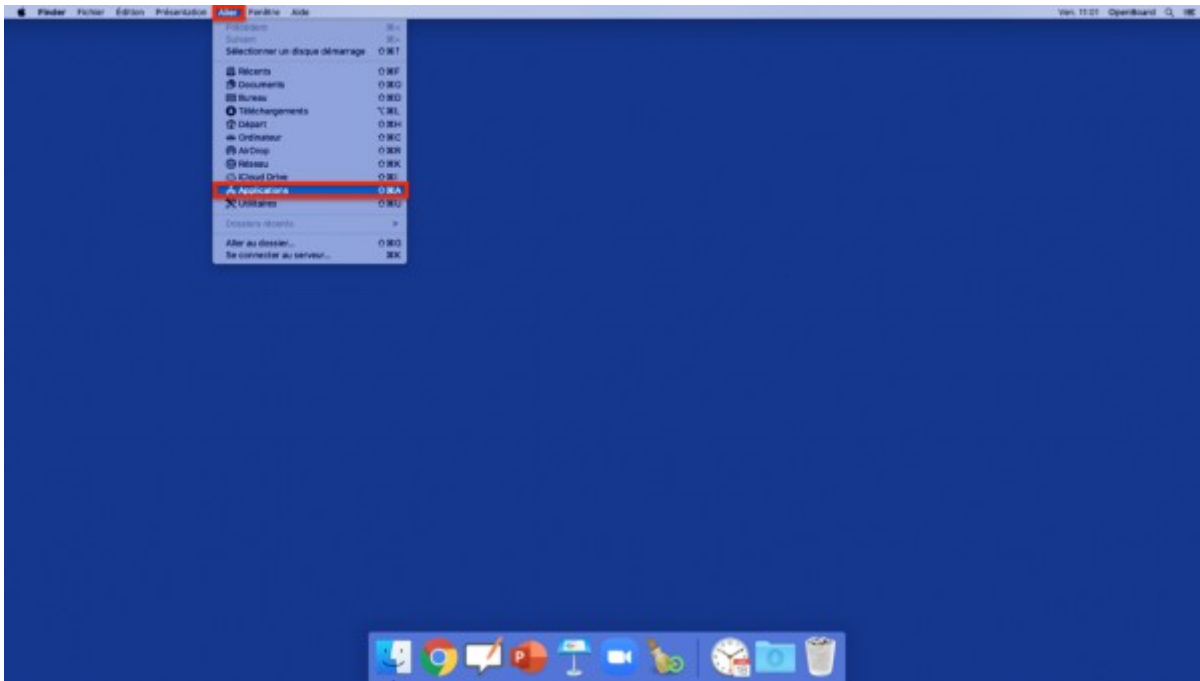 Finder Fichier Édition Présentation Aller Fenêtre Aide Ven. 11:01 OpenBoard
Précédent
Suivant
Sélectionner un disque démarrage ⇧⌘↑
Récents ⇧⌘F
Documents ⇧⌘O
Bureau ⇧⌘D
Téléchargements ⌥⌘L
Départ ⇧⌘H
Ordinateur ⇧⌘C
AirDrop ⇧⌘R
Réseau ⇧⌘K
iCloud Drive ⇧⌘I
Applications ⇧⌘A
Utilitaires ⇧⌘U
Dossiers récents
Aller au dossier... ⇧⌘G
Se connecter au serveur... ⌘K
P